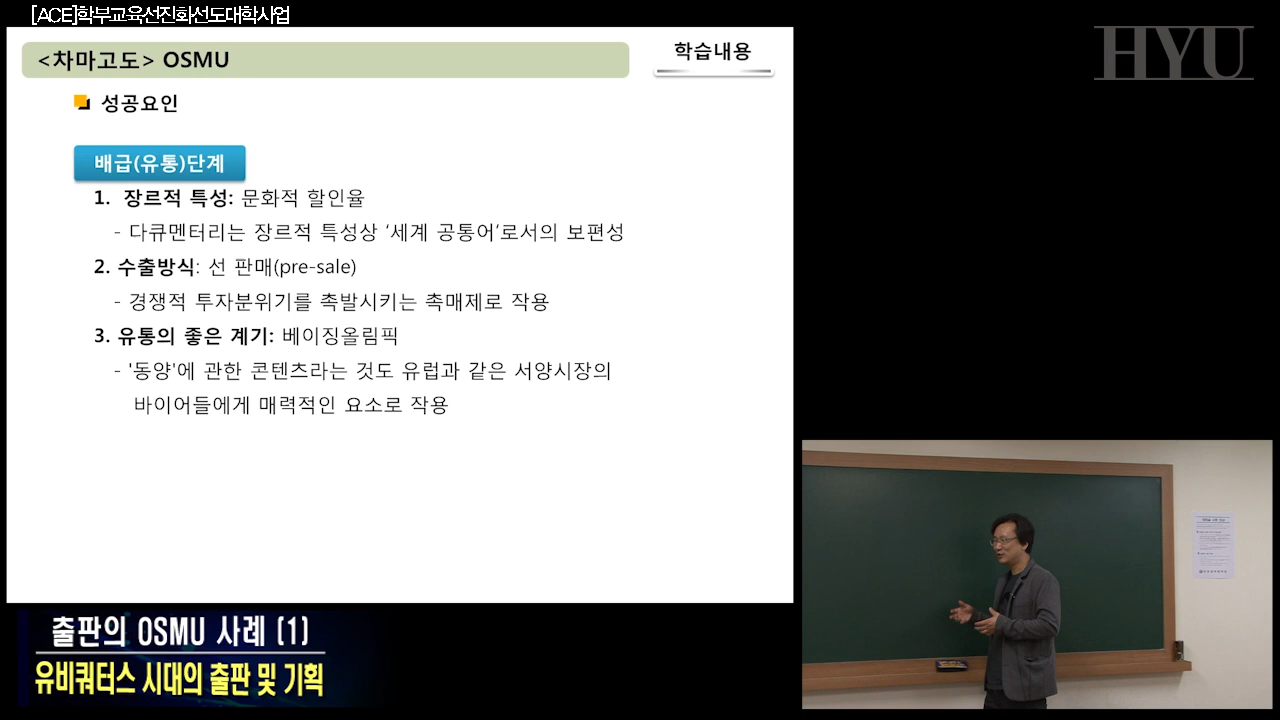 [ACE]학부교육선진화선도대학사업
<차마고도> OSMU
학습내용
HYU
성공요인
배급(유통)단계
1. 장르적 특성: 문화적 할인율
- 다큐멘터리는 장르적 특성상 ‘세계 공통어’로서의 보편성
2. 수출방식: 선 판매(pre-sale)
- 경쟁적 투자분위기를 촉발시키는 촉매제로 작용
3. 유통의 좋은 계기: 베이징올림픽
- '동양'에 관한 콘텐츠라는 것도 유럽과 같은 서양시장의
바이어들에게 매력적인 요소로 작용
출판의 OSMU 사례 (1)
유비쿼터스 시대의 출판 및 기획